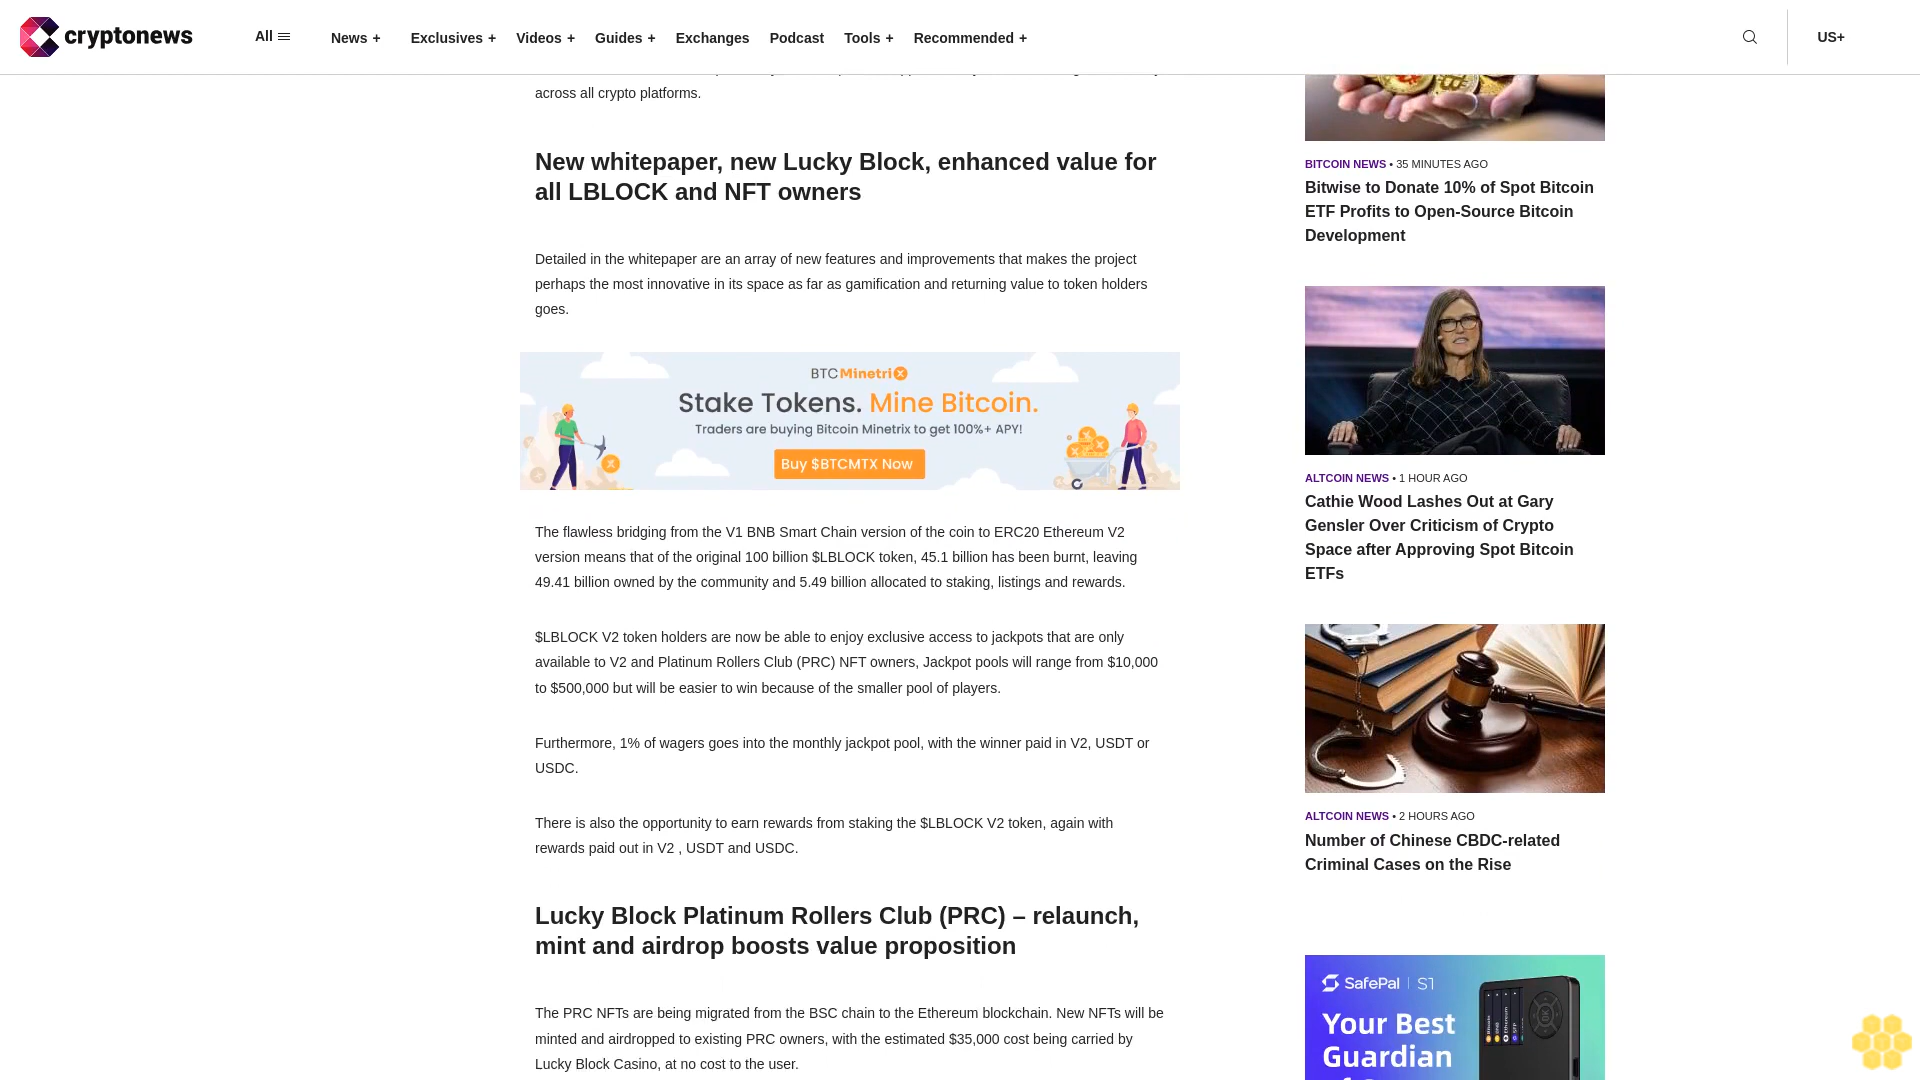 cryptonews
All
News +
Exclusives +
Videos +
Guides +
Exchanges
Podcast
Tools +
Recommended +
US+
across all crypto platforms.
New whitepaper, new Lucky Block, enhanced value for
all LBLOCK and NFT owners
Detailed in the whitepaper are an array of new features and improvements that makes the project
perhaps the most innovative in its space as far as gamification and returning value to token holders
goes.
BTC Minetrix
Stake Tokens. Mine Bitcoin.
Traders are buying Bitcoin Minetrix to get 100%+ APY!
Buy $BTCMTX Now
The flawless bridging from the V1 BNB Smart Chain version of the coin to ERC20 Ethereum V2
version means that of the original 100 billion $LBLOCK token, 45.1 billion has been burnt, leaving
49.41 billion owned by the community and 5.49 billion allocated to staking, listings and rewards.
$LBLOCK V2 token holders are now be able to enjoy exclusive access to jackpots that are only
available to V2 and Platinum Rollers Club (PRC) NFT owners, Jackpot pools will range from $10,000
to $500,000 but will be easier to win because of the smaller pool of players.
Furthermore, 1% of wagers goes into the monthly jackpot pool, with the winner paid in V2, USDT or
USDC.
There is also the opportunity to earn rewards from staking the $LBLOCK V2 token, again with
rewards paid out in V2 , USDT and USDC.
Lucky Block Platinum Rollers Club (PRC) – relaunch,
mint and airdrop boosts value proposition
The PRC NFTs are being migrated from the BSC chain to the Ethereum blockchain. New NFTs will be
minted and airdropped to existing PRC owners, with the estimated $35,000 cost being carried by
Lucky Block Casino, at no cost to the user.
BITCOIN NEWS • 35 MINUTES AGO
Bitwise to Donate 10% of Spot Bitcoin
ETF Profits to Open-Source Bitcoin
Development
ALTCOIN NEWS • 1 HOUR AGO
Cathie Wood Lashes Out at Gary
Gensler Over Criticism of Crypto
Space after Approving Spot Bitcoin
ETFs
ALTCOIN NEWS • 2 HOURS AGO
Number of Chinese CBDC-related
Criminal Cases on the Rise
SafePal | S1
Your Best
Guardian